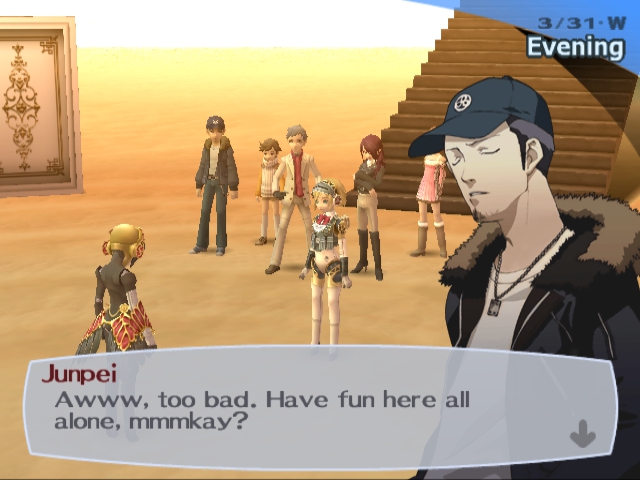 3/31·W
Evening
Junpei
Awww, too bad. Have fun here all
alone, mmmkay?